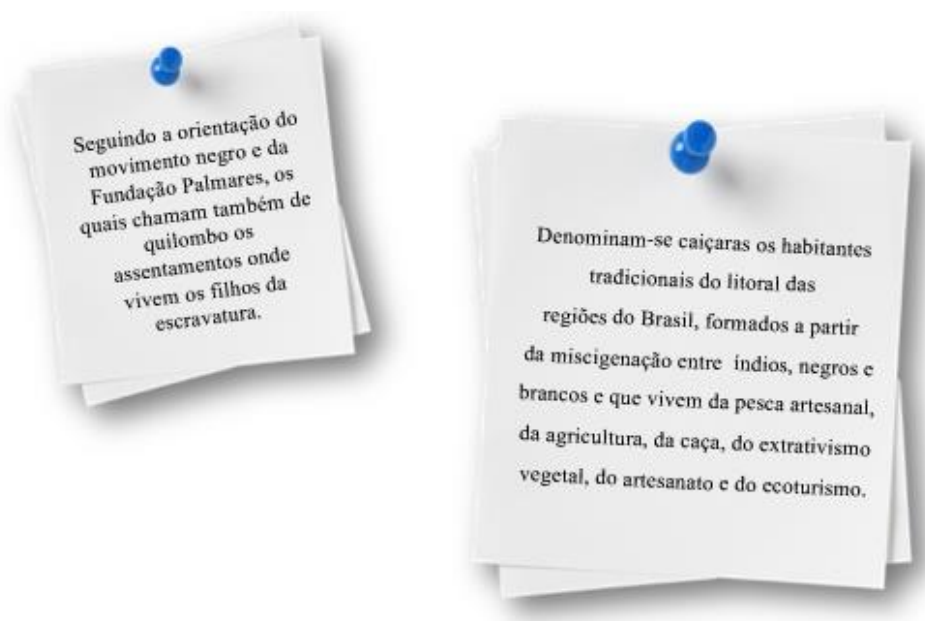 Seguindo a orientação do
movimento negro e da
Fundação Palmares, os
quais chamam também de
quilombo os
assentamentos onde
vivem os filhos da
escravatura.
Denominam-se caiçaras os habitantes
tradicionais do litoral das
regiões do Brasil, formados a partir
da miscigenação entre índios, negros e
brancos e que vivem da pesca artesanal,
da agricultura, da caça, do extrativismo
vegetal, do artesanato e do ecoturismo.